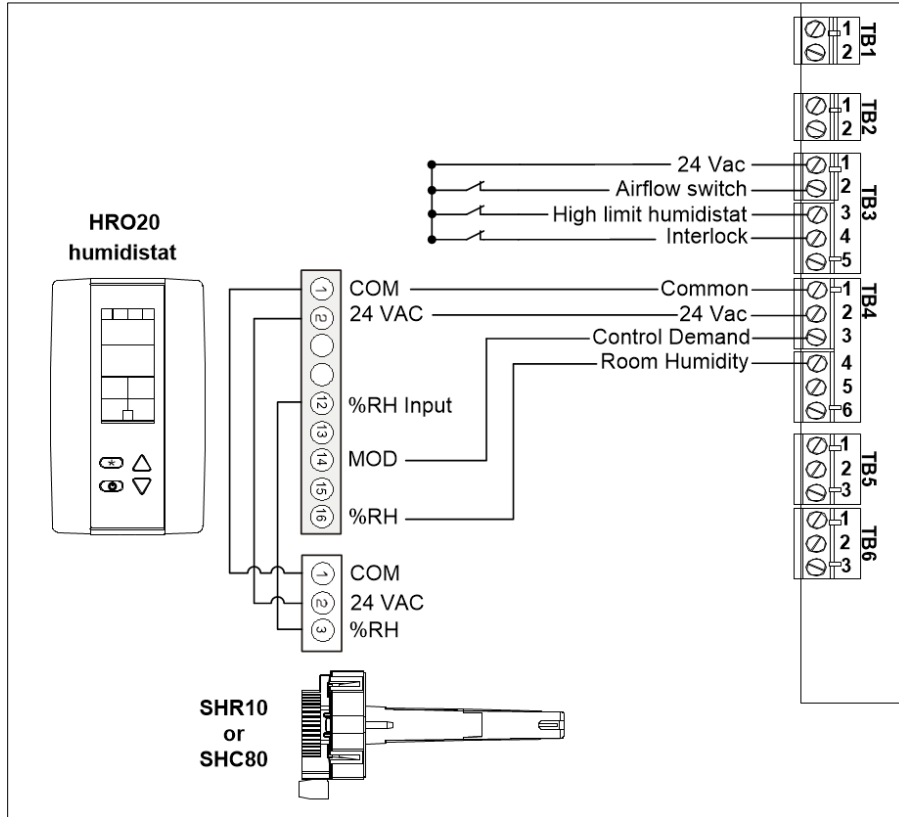 1
2
TB1
1
2
TB2
24 Vac
1
Airflow switch
2
High limit humidistat
3
Interlock
4
5
TB3
HRO20
humidistat
1
COM
Common
1
2
24 VAC
24 Vac
2
Control Demand
3
Room Humidity
4
5
6
TB4
12
%RH Input
13
14
MOD
15
16
%RH
1
2
3
TB5
1
2
3
TB6
1
COM
2
24 VAC
3
%RH
SHR10
or
SHC80